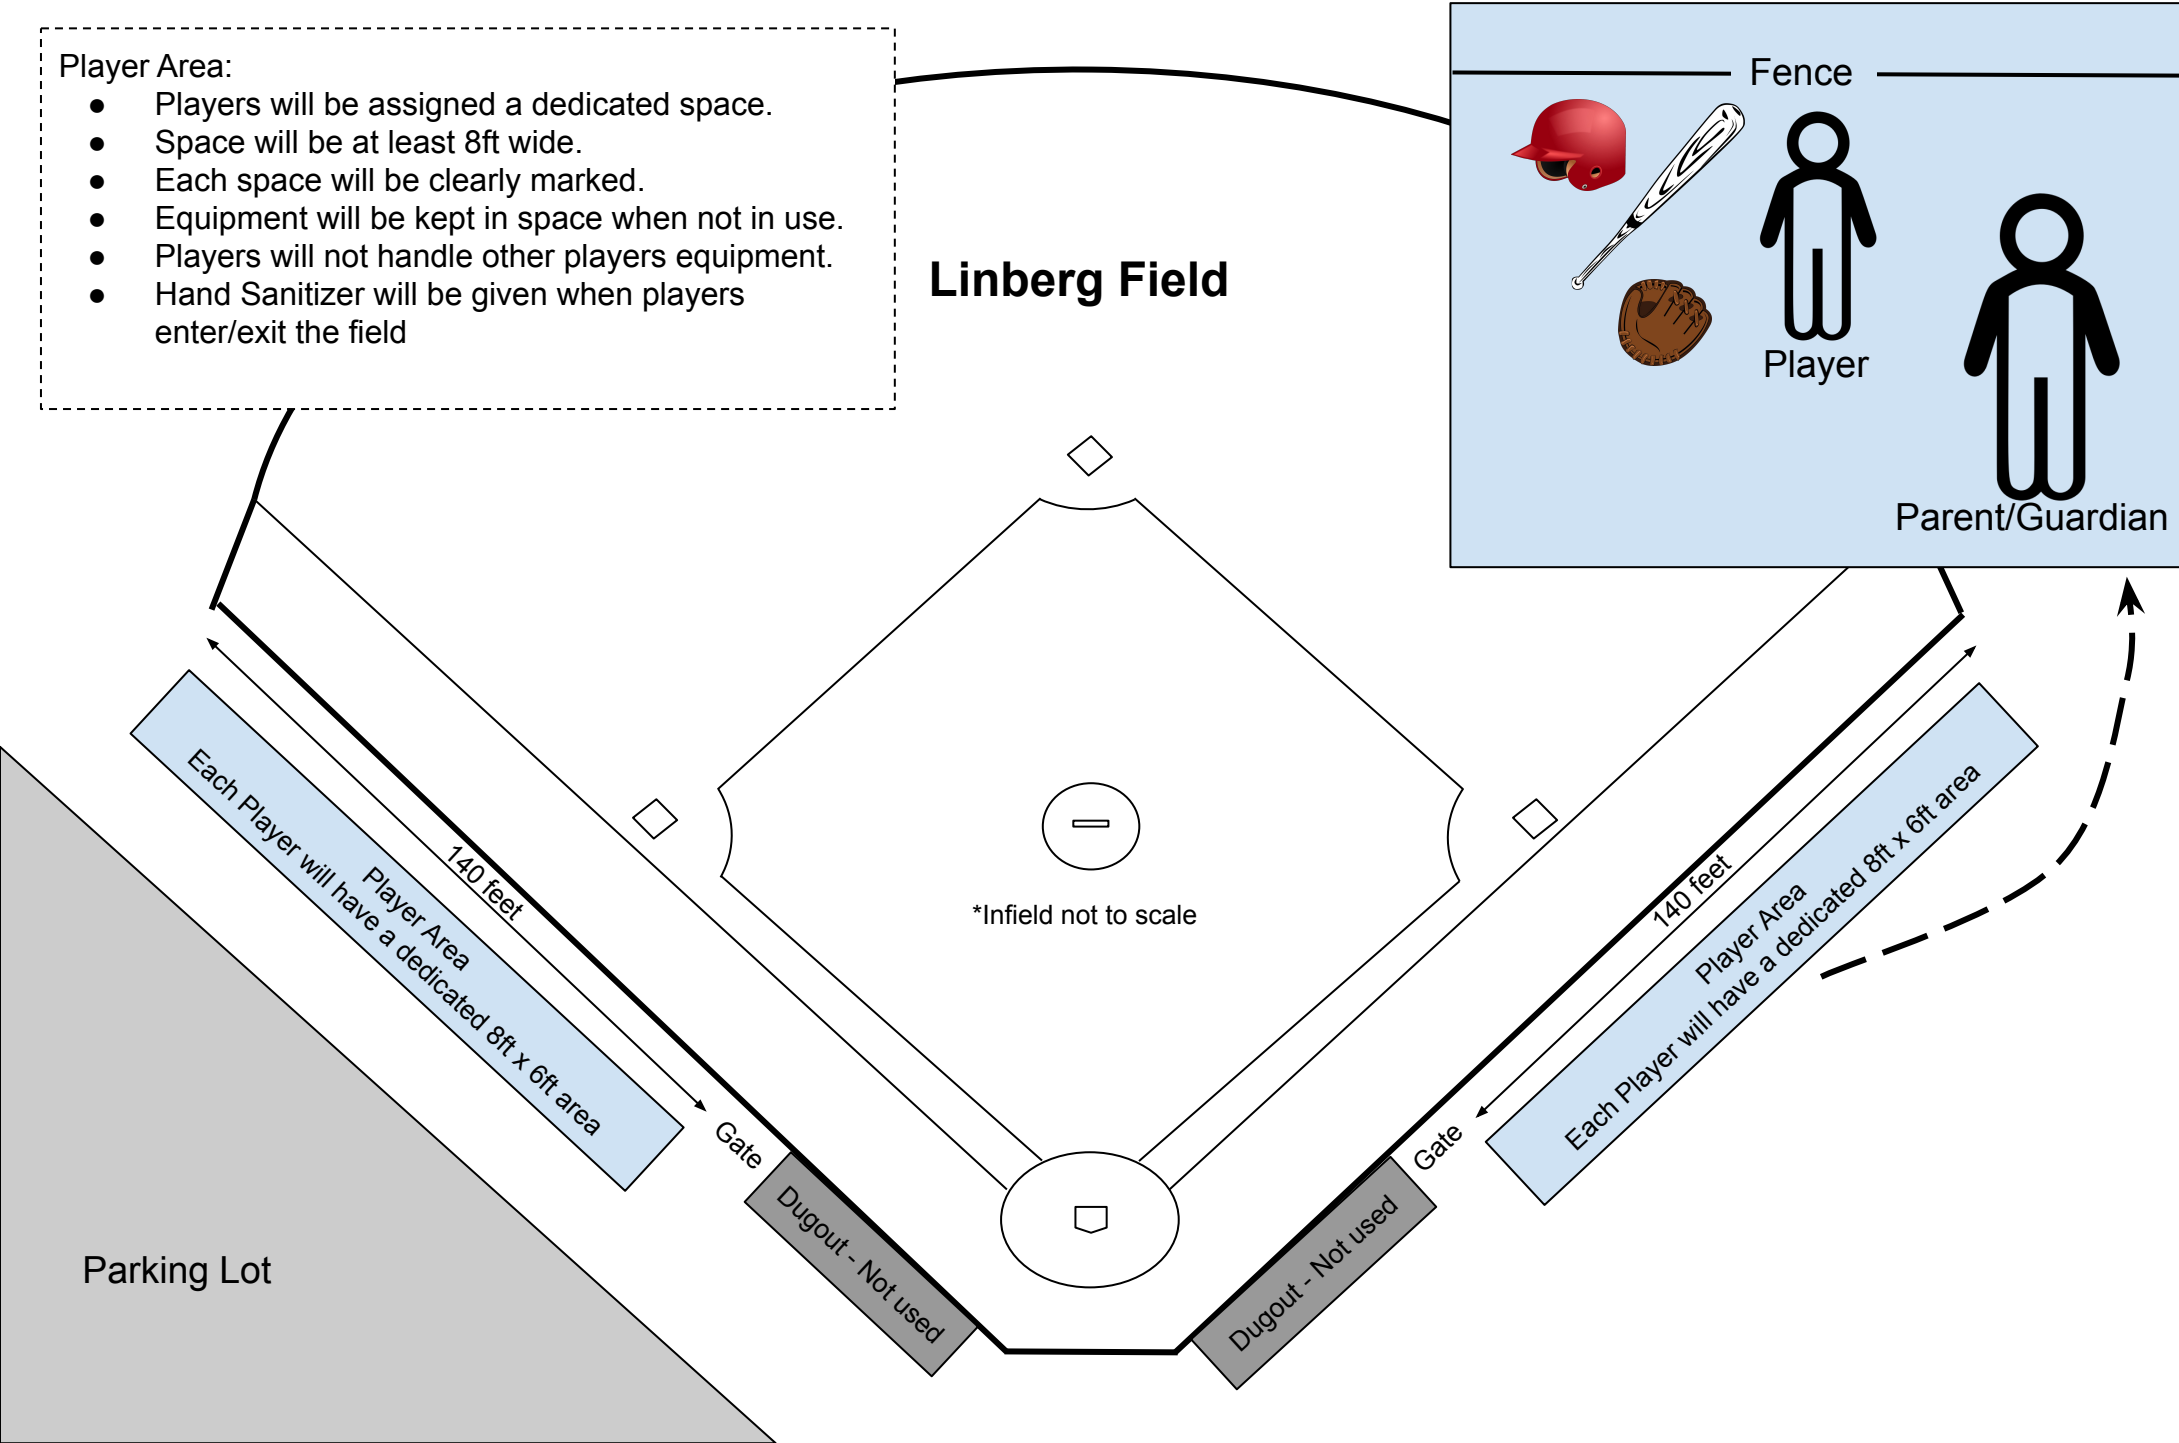 Player Area:
● Players will be assigned a dedicated space.
● Space will be at least 8ft wide.
● Each space will be clearly marked.
● Equipment will be kept in space when not in use.
● Players will not handle other players equipment.
● Hand Sanitizer will be given when players
enter/exit the field
Fence
Player
Parent/Guardian
Linberg Field
140 feet
Player Area
Each Player will have a dedicated 8ft x 6ft area
*Infield not to scale
140 feet
Player Area
Each Player will have a dedicated 8ft x 6ft area
Gate
Gate
Dugout - Not used
Dugout - Not used
Parking Lot